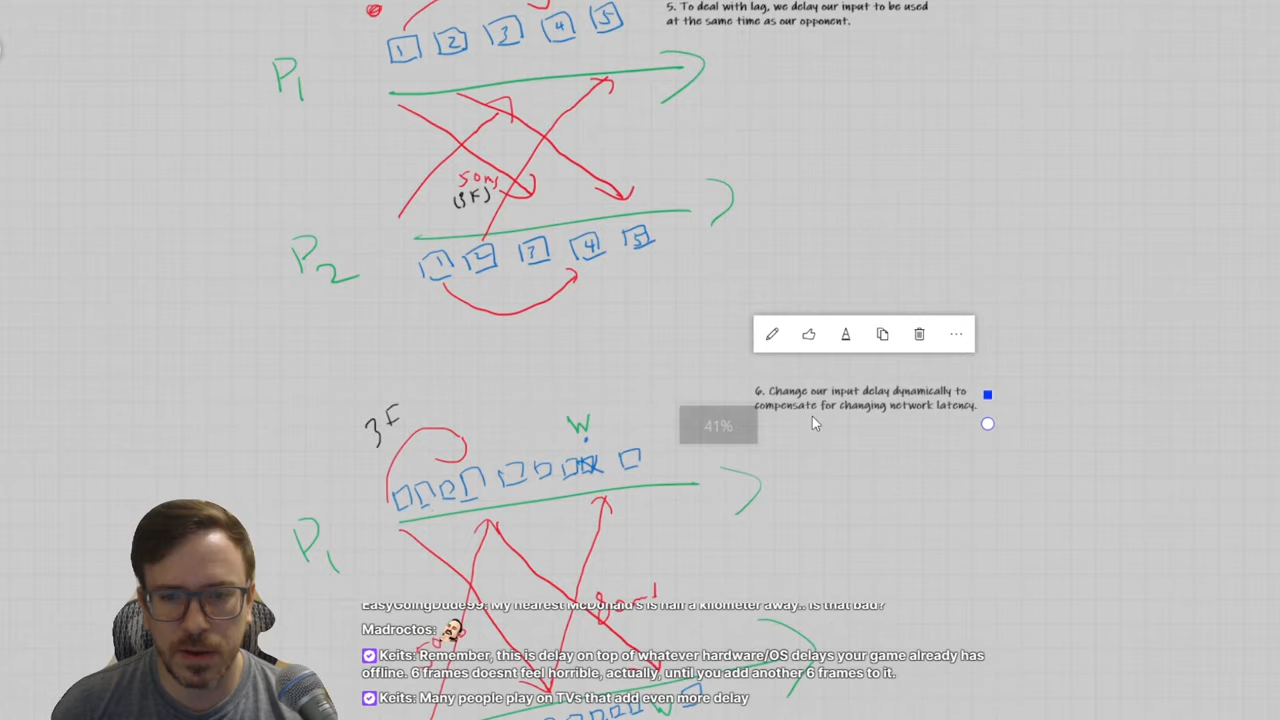 5. To deal with lag, we delay our input to be used
at the same time as our opponent.
1 2 3 4 5
P1
50ms
(3F)
P2
1 2 3 4 5
6. Change our input delay dynamically to
compensate for changing network latency.
41%
3F
W
P1
EasyGoingDude99: My nearest McDonald's is half a kilometer away.. is that bad?
Madroctos:
Keits: Remember, this is delay on top of whatever hardware/OS delays your game already has
offline. 6 frames doesnt feel horrible, actually, until you add another 6 frames to it.
Keits: Many people play on TVs that add even more delay
W